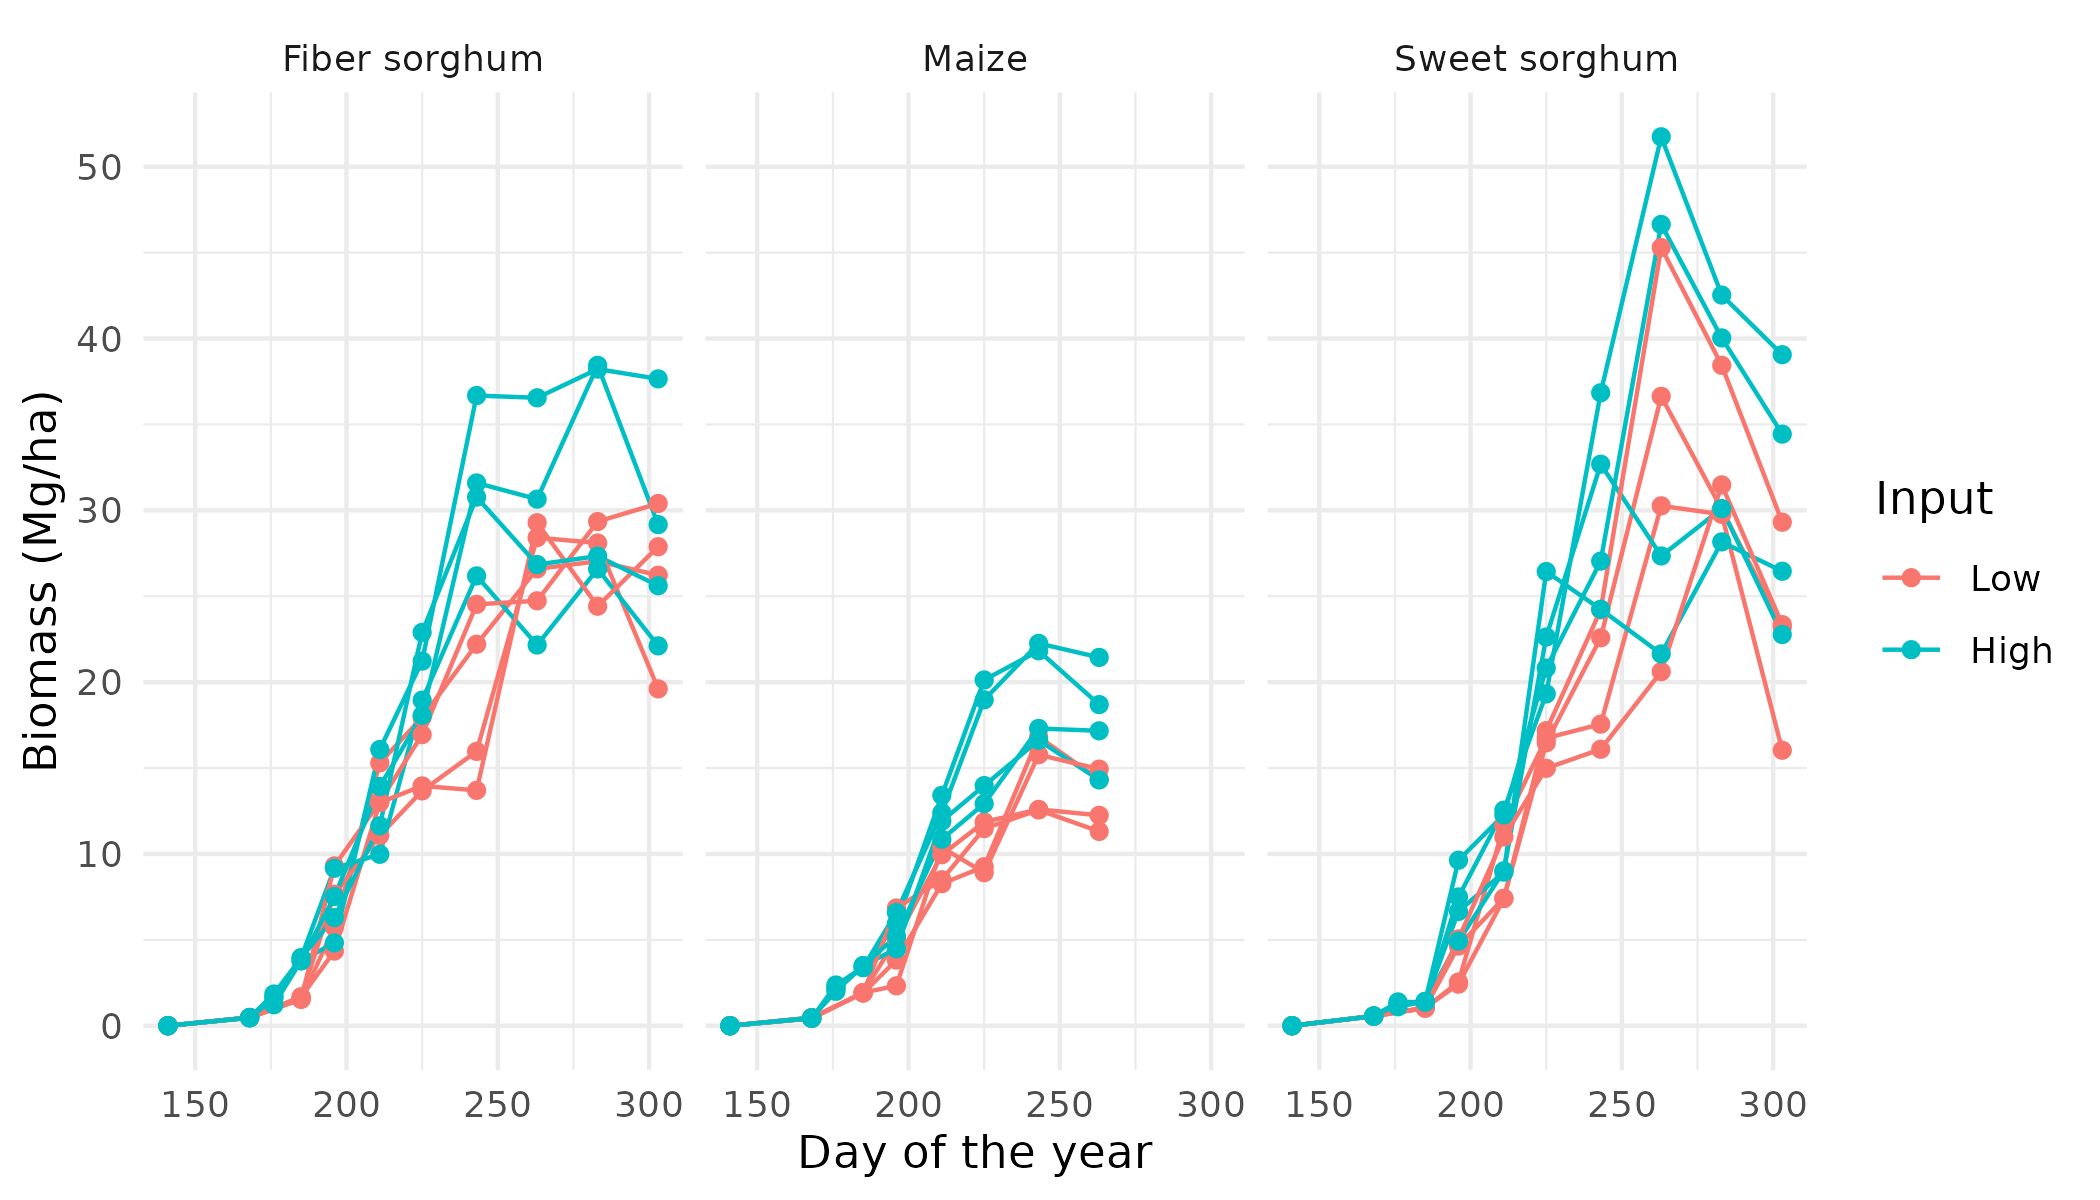 Fiber sorghum
Maize
Sweet sorghum
Biomass (Mg/ha)
50
40
30
20
10
0
150 200 250 300
150 200 250 300
150 200 250 300
Day of the year
Input
Low
High